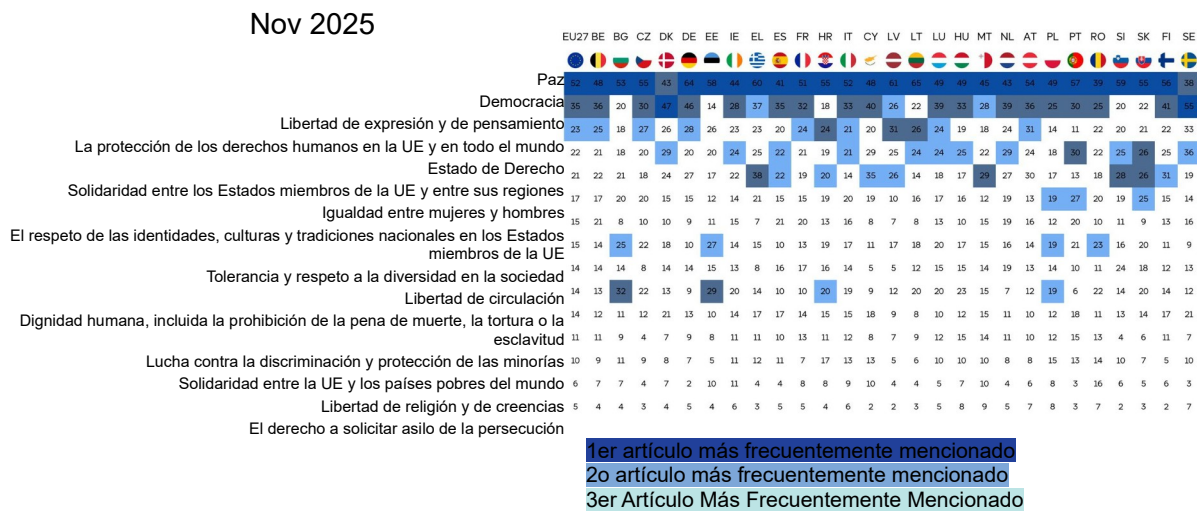 Nov 2025
EU27 BE BG CZ DK DE EE IE EL ES FR HR IT CY LV LT LU HU MT NL AT PL PT RO SI SK FI SE
Paz 52 48 53 55 43 64 58 44 60 41 51 55 52 48 61 65 49 49 45 43 54 49 57 39 59 55 56 38
Democracia 35 36 20 30 47 46 14 28 37 35 32 18 33 40 26 22 39 33 28 39 36 25 30 25 20 22 41 55
Libertad de expresión y de pensamiento 23 25 18 27 26 28 26 23 23 20 24 24 21 20 31 26 24 19 18 24 31 14 11 22 20 21 22 33
La protección de los derechos humanos en la UE y en todo el mundo 22 21 18 20 29 20 20 24 20 22 21 20 21 29 25 24 24 25 22 29 24 18 30 22 25 26 18 36
Estado de Derecho 21 22 21 18 24 27 17 22 38 22 19 20 19 35 26 14 18 17 29 27 30 17 13 18 28 26 31 19
Solidaridad entre los Estados miembros de la UE y entre sus regiones 17 17 20 20 15 15 12 14 21 15 15 19 20 19 10 16 17 16 12 19 13 19 27 20 19 25 15 14
Igualdad entre mujeres y hombres 15 21 8 10 10 9 11 15 7 21 20 13 16 8 7 8 13 10 15 19 16 12 20 10 11 9 13 16
El respeto de las identidades, culturas y tradiciones nacionales en los Estados
miembros de la UE 15 14 25 22 18 10 27 14 15 10 13 19 17 11 17 18 20 17 15 16 14 19 21 23 16 20 11 9
Tolerancia y respeto a la diversidad en la sociedad 14 14 14 8 14 14 15 13 8 16 17 16 14 5 5 12 15 15 14 19 13 14 10 11 24 18 12 13
Libertad de circulación 14 13 32 22 13 9 29 20 14 10 10 20 19 9 12 20 20 23 15 7 12 19 6 22 14 20 14 12
Dignidad humana, incluida la prohibición de la pena de muerte, la tortura o la 14 12 11 12 21 13 10 14 17 17 14 15 15 18 9 8 10 12 15 11 10 12 18 11 13 14 17 21
esclavitud 11 11 9 4 7 9 8 11 11 10 13 11 12 8 7 9 12 15 14 11 10 12 15 13 4 6 11 7
Lucha contra la discriminación y protección de las minorías 10 9 11 9 8 7 5 11 12 11 7 17 13 13 5 6 10 10 10 8 8 15 13 14 10 7 5 10
Solidaridad entre la UE y los países pobres del mundo 6 7 7 4 7 2 10 11 4 4 8 8 9 10 4 4 5 7 10 4 6 8 3 16 6 5 6 3
Libertad de religión y de creencias 5 4 4 3 4 5 4 6 3 5 5 4 6 2 2 3 5 8 9 5 7 8 3 7 2 3 2 7
El derecho a solicitar asilo de la persecución
1er artículo más frecuentemente mencionado
2o artículo más frecuentemente mencionado
3er Artículo Más Frecuentemente Mencionado